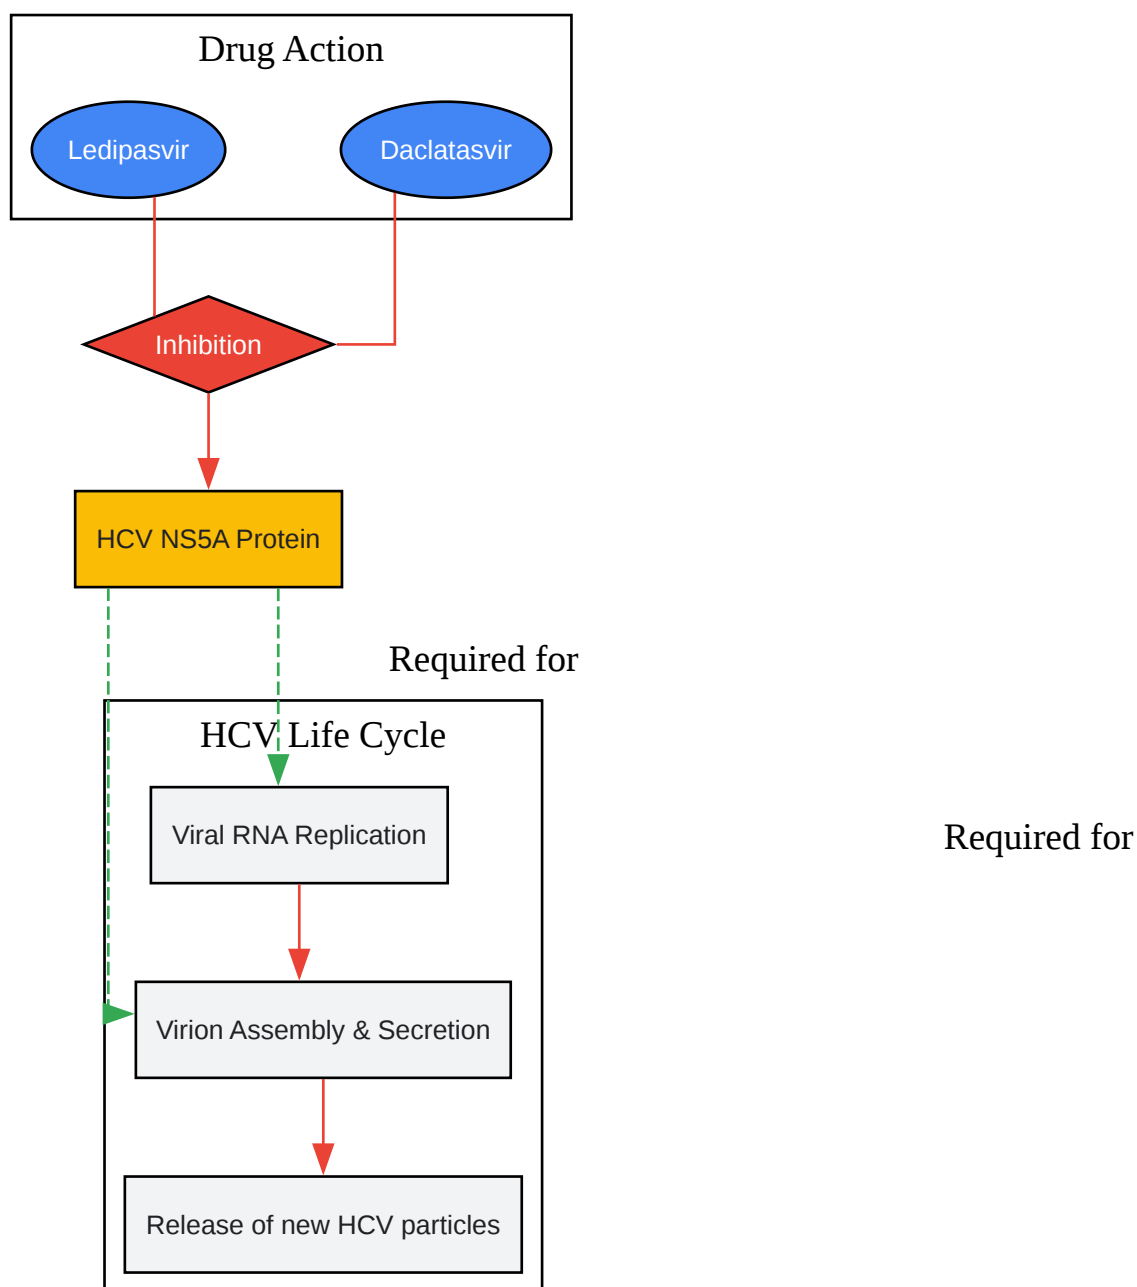 Drug Action
Ledipasvir
Daclatasvir
Inhibition
HCV NS5A Protein
Required for
HCV Life Cycle
Viral RNA Replication
Required for
Virion Assembly & Secretion
Release of new HCV particles